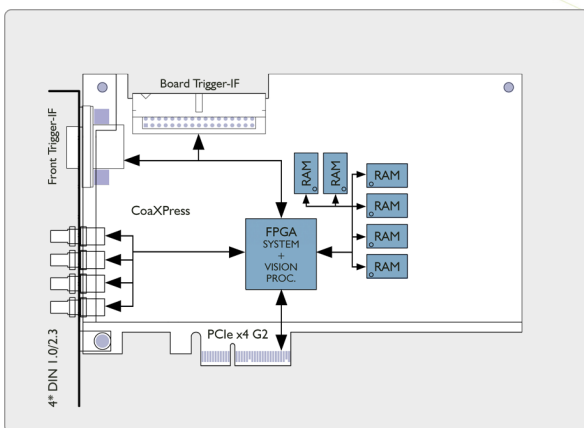 Board Trigger-IF
Front Trigger-IF
RAM
RAM
RAM
RAM
RAM
RAM
CoaXPress
FPGA
SYSTEM
+
VISION
PROC.
PCIe x4 G2
4* DIN 1.0/2.3